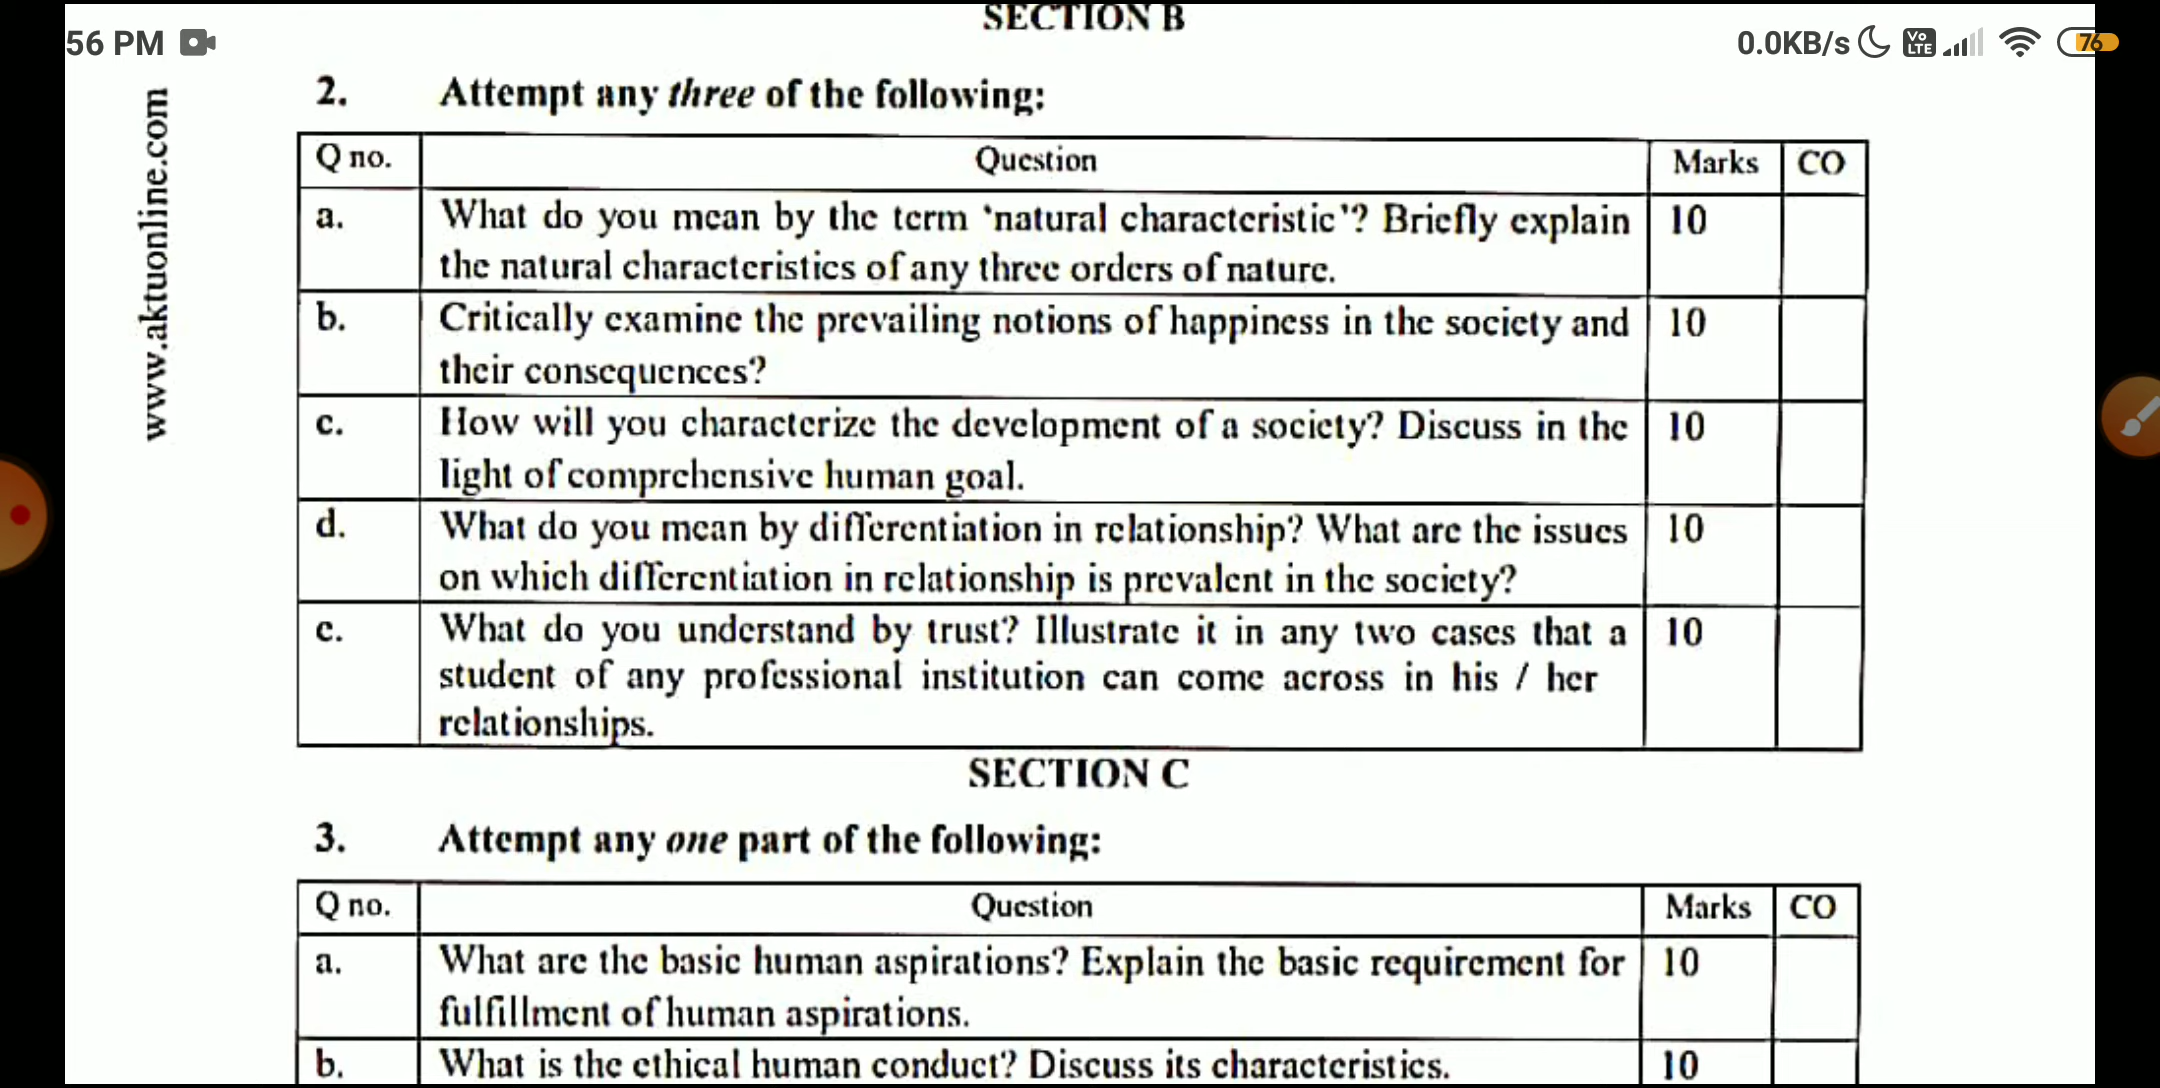 SECTION B
56 PM
0.0KB/s
Vo LTE
76
www.aktuonline.com
2. Attempt any three of the following:
Q no. Question Marks CO
a. What do you mean by the term 'natural characteristic'? Briefly explain 10
the natural characteristics of any three orders of nature.
b. Critically examine the prevailing notions of happiness in the society and 10
their consequences?
c. How will you characterize the development of a society? Discuss in the 10
light of comprehensive human goal.
d. What do you mean by differentiation in relationship? What are the issues 10
on which differentiation in relationship is prevalent in the society?
e. What do you understand by trust? Illustrate it in any two cases that a 10
student of any professional institution can come across in his / her
relationships.
SECTION C
3. Attempt any one part of the following:
Q no. Question Marks CO
a. What are the basic human aspirations? Explain the basic requirement for 10
fulfillment of human aspirations.
b. What is the ethical human conduct? Discuss its characteristics. 10